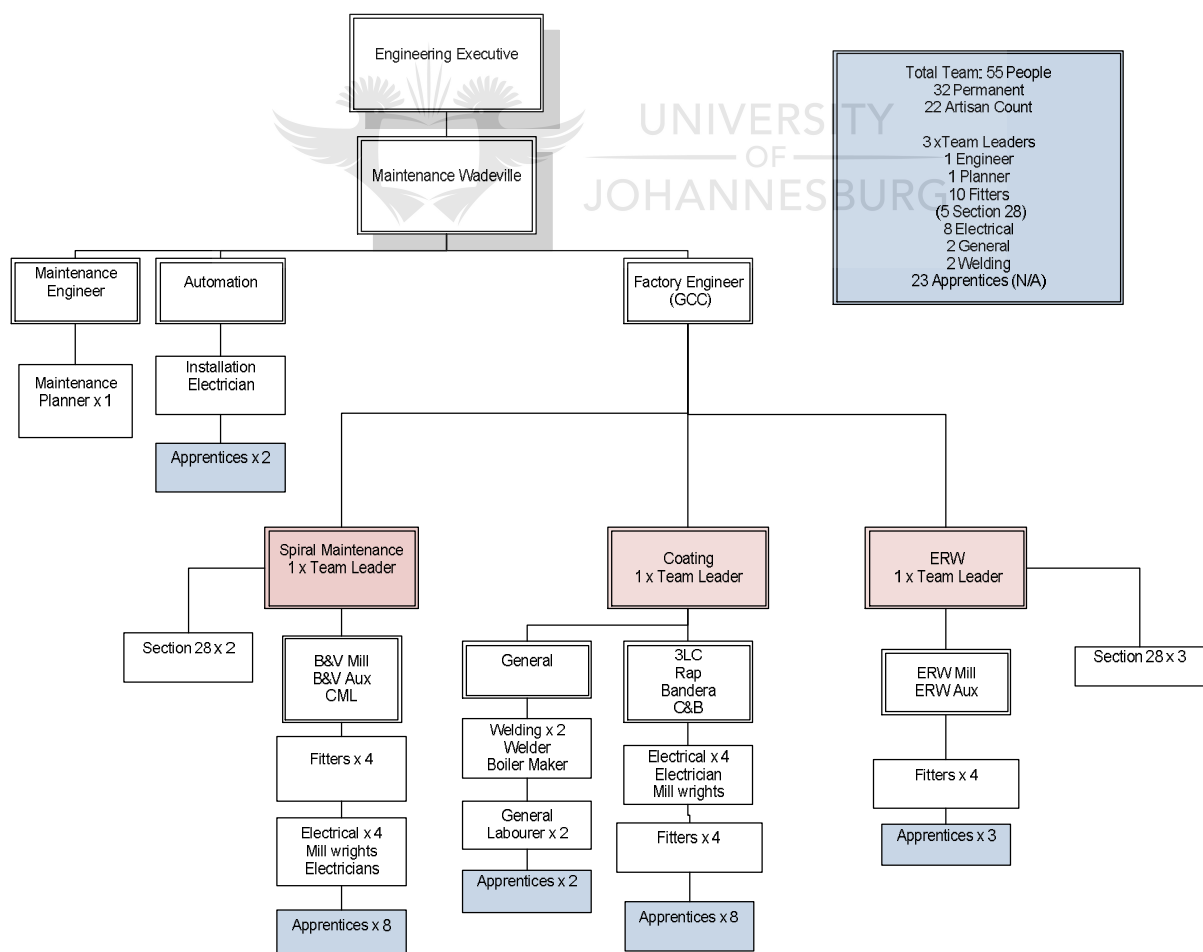 Engineering Executive
Total Team: 55 People
32 Permanent
22 Artisan Count
3 xTeam Leaders
1 Engineer
1 Planner
10 Fitters
(5 Section 28)
8 Electrical
2 General
2 Welding
23 Apprentices (N/A)
UNIVERSITY
OF
JOHANNESBURG
Maintenance Wadeville
Maintenance
Engineer
Automation
Factory Engineer
(GCC)
Maintenance
Planner x 1
Installation
Electrician
Apprentices x 2
Spiral Maintenance
1 x Team Leader
Coating
1 x Team Leader
ERW
1 x Team Leader
Section 28 x 2
B&V Mill
B&V Aux
CML
General
3LC
Rap
Bandera
C&B
ERW Mill
ERW Aux
Section 28 x 3
Fitters x 4
Welding x 2
Welder
Boiler Maker
Electrical x 4
Electrician
Mill wrights
Fitters x 4
Electrical x 4
Mill wrights
Electricians
General
Labourer x 2
Fitters x 4
Apprentices x 3
Apprentices x 8
Apprentices x 2
Apprentices x 8